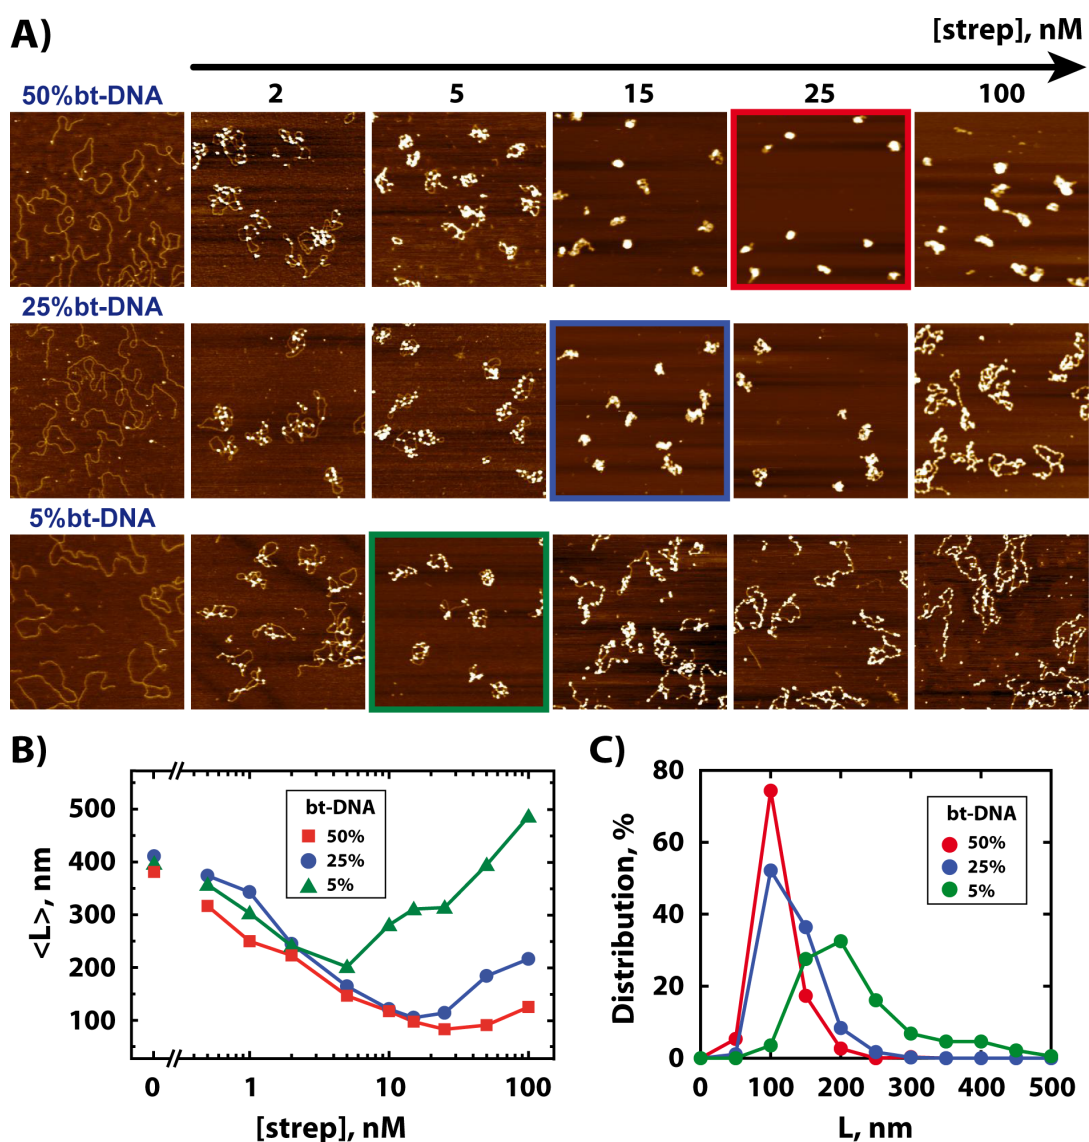 A)
[strep], nM
50%bt-DNA
2 5 15 25 100
25%bt-DNA
5%bt-DNA
B)
<L>, nm
500
400
300
200
100
bt-DNA
50%
25%
5%
0 1 10 100
[strep], nM
C)
Distribution, %
80
60
40
20
0
bt-DNA
50%
25%
5%
0 100 200 300 400 500
L, nm